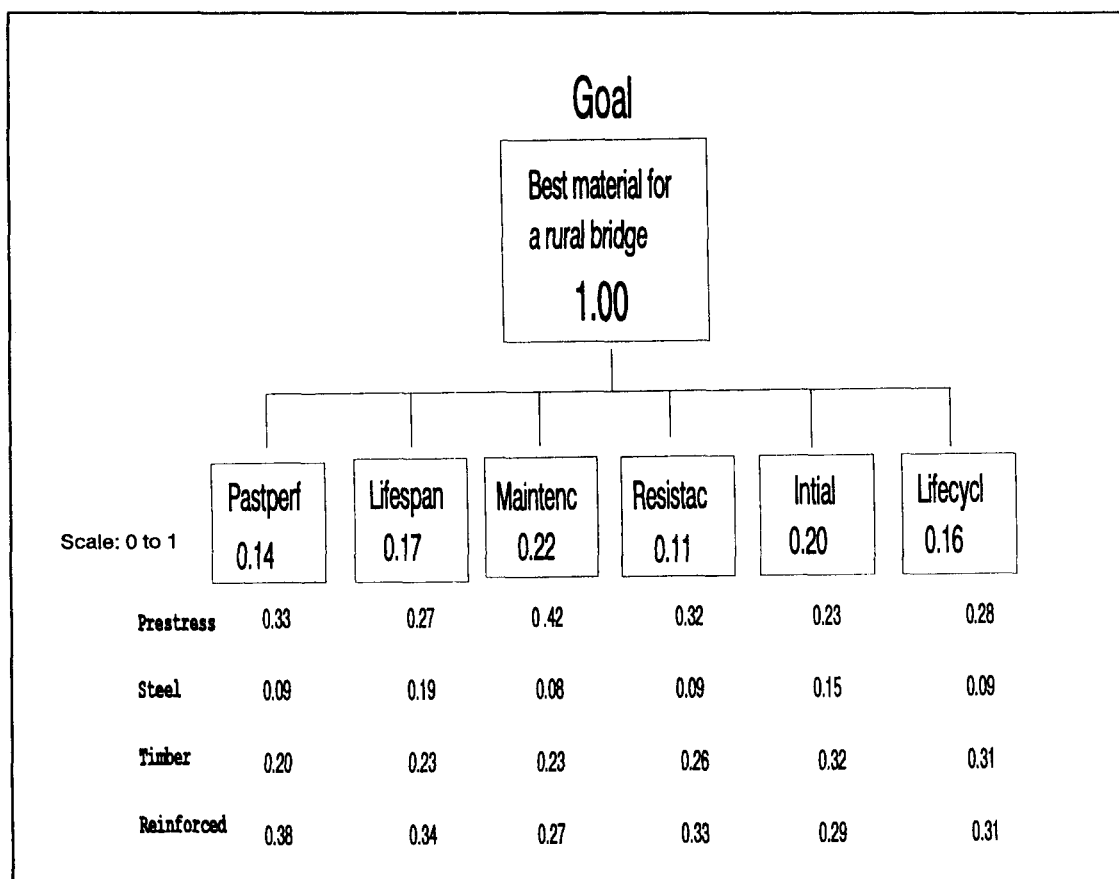 Goal
Best material for
a rural bridge
1.00
Pastperf Lifespan Maintenc Resistac Intial Lifecycl
Scale: 0 to 1 0.14 0.17 0.22 0.11 0.20 0.16
Prestress 0.33 0.27 0.42 0.32 0.23 0.28
Steel 0.09 0.19 0.08 0.09 0.15 0.09
Timber 0.20 0.23 0.23 0.26 0.32 0.31
Reinforced 0.38 0.34 0.27 0.33 0.29 0.31